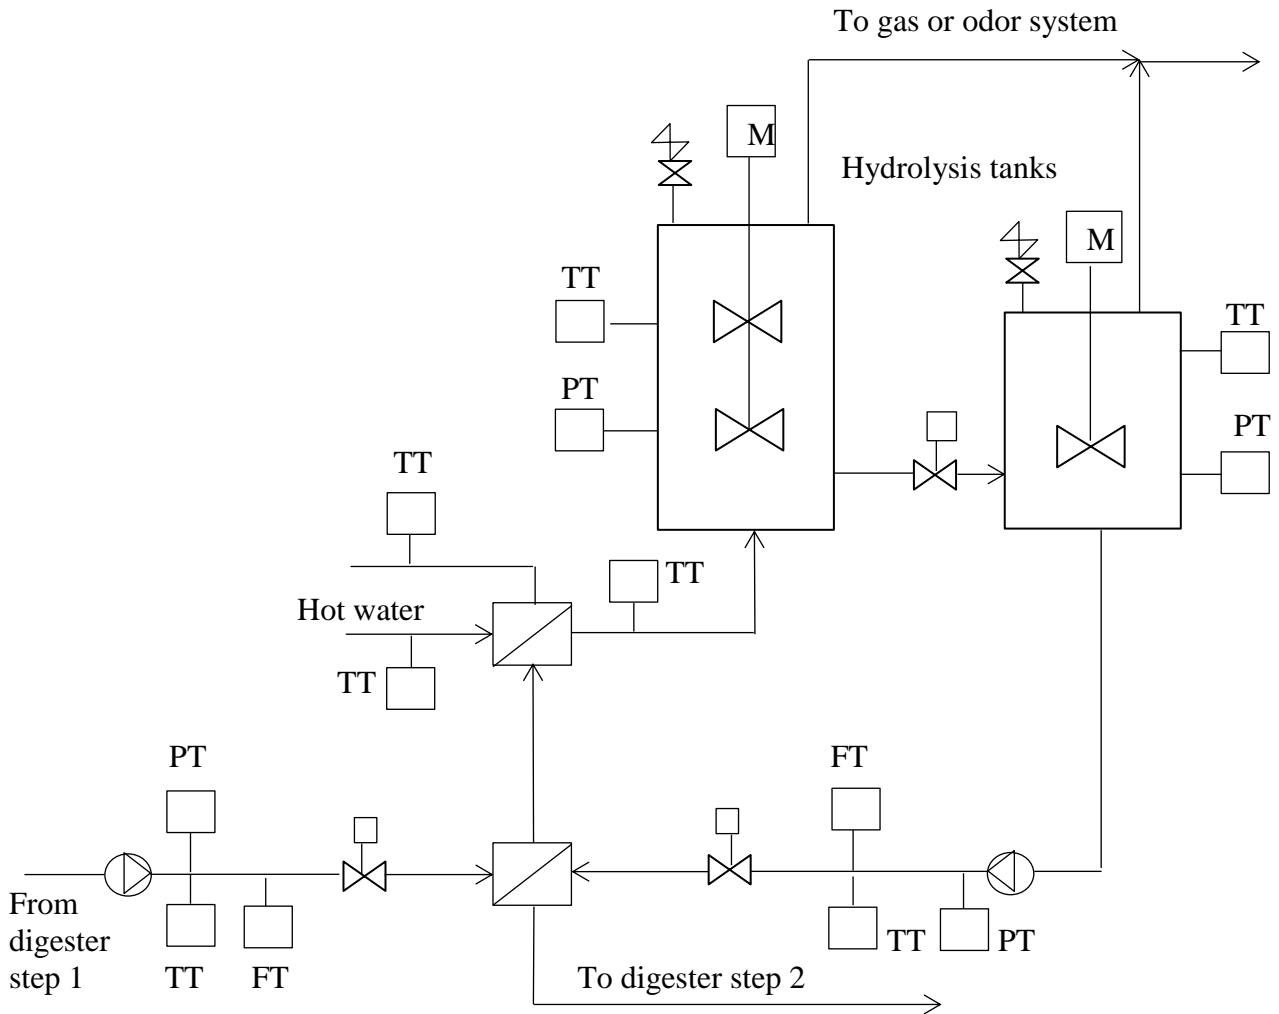 To gas or odor system
M
Hydrolysis tanks
M
TT
TT
PT
PT
TT
TT
Hot water
TT
PT
FT
From
digester
step 1
TT
FT
TT
PT
To digester step 2